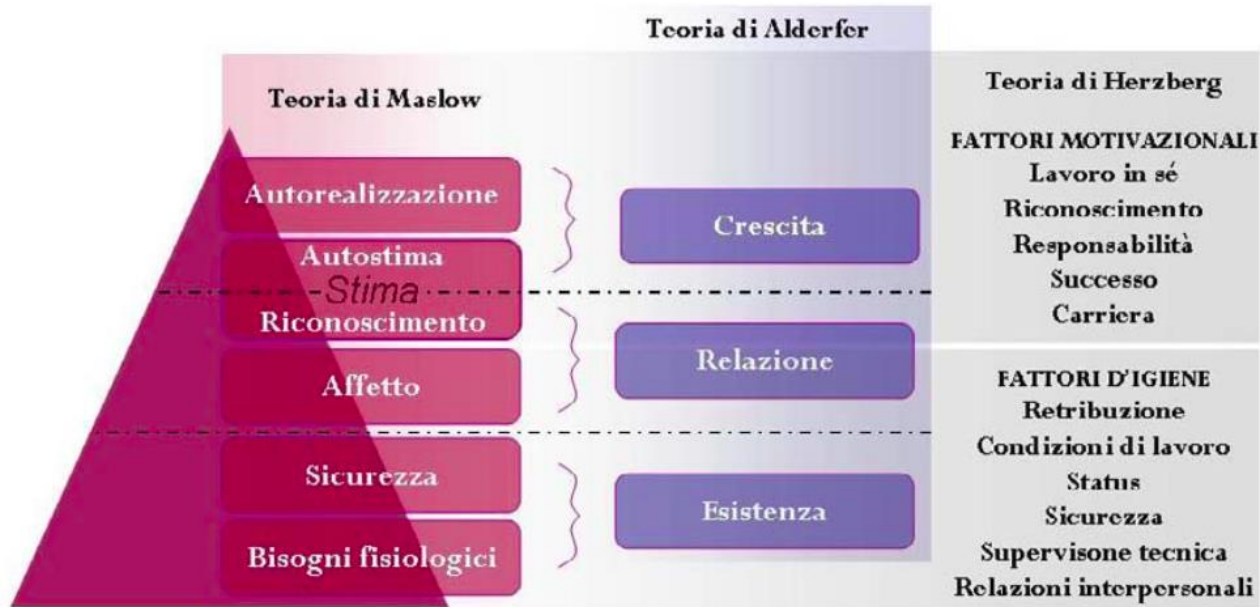 Teoria di Alderfer
Teoria di Maslow
Teoria di Herzberg
Autorealizzazione
Autostima
Stima
Riconoscimento
Affetto
Sicurezza
Bisogni fisiologici
Crescita
Relazione
Esistenza
FATTORI MOTIVAZIONALI
Lavoro in sé
Riconoscimento
Responsabilità
Successo
Carriera
FATTORI D'IGIENE
Retribuzione
Condizioni di lavoro
Status
Sicurezza
Supervisone tecnica
Relazioni interpersonali